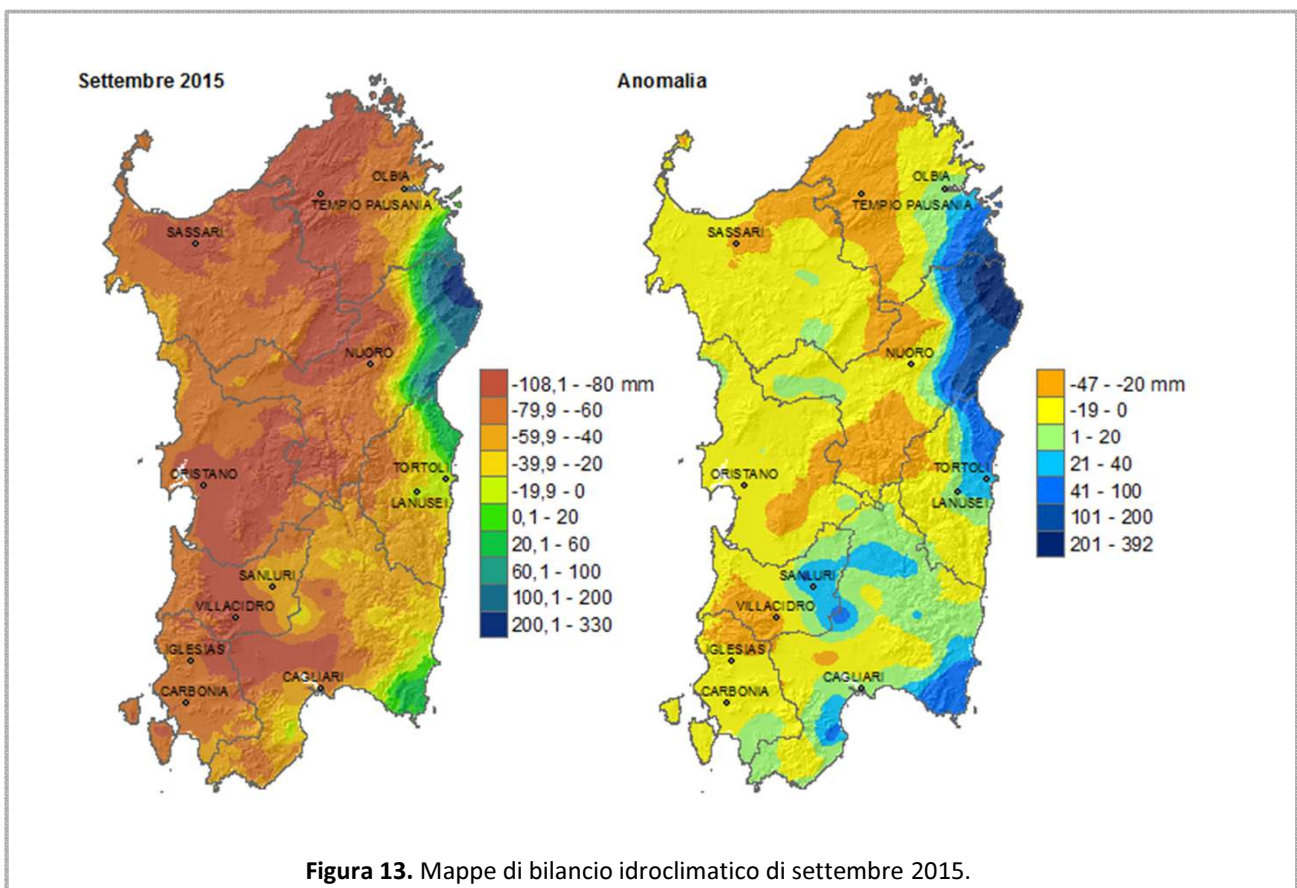 Settembre 2015
OLBIA
TEMPIO PAUSANIA
SASSARI
NUORO
ORISTANO
TORTOLI
LANUSEI
SANLURI
VILLACIDRO
IGLESIAS
CAGLIARI
CARBONIA
-108,1 - -80 mm
-79,9 - -60
-59,9 - -40
-39,9 - -20
-19,9 - 0
0,1 - 20
20,1 - 60
60,1 - 100
100,1 - 200
200,1 - 330
Anomalia
OLBIA
TEMPIO PAUSANIA
SASSARI
NUORO
ORISTANO
TORTOLI
LANUSEI
SANLURI
VILLACIDRO
IGLESIAS
CAGLIARI
CARBONIA
-47 - -20 mm
-19 - 0
1 - 20
21 - 40
41 - 100
101 - 200
201 - 392
Figura 13. Mappe di bilancio idroclimatico di settembre 2015.